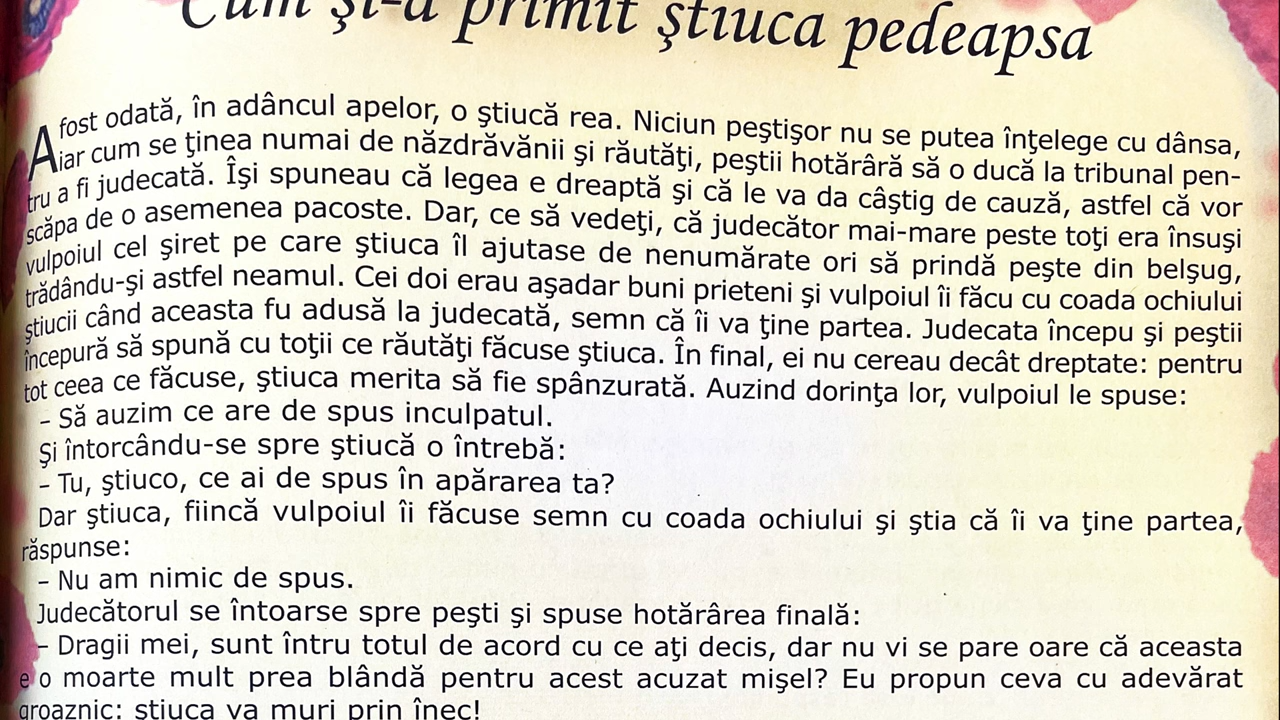 Cum şi-a primit ştiuca pedeapsa
A fost odată, în adâncul apelor, o ştiucă rea. Niciun peştişor nu se putea înţelege cu dânsa,
iar cum se ţinea numai de năzdrăvănii şi răutăţi, peştii hotărâră să o ducă la tribunal pen-
tru a fi judecată. Îşi spuneau că legea e dreaptă şi că le va da câştig de cauză, astfel că vor
scăpa de o asemenea pacoste. Dar, ce să vedeţi, că judecător mai-mare peste toţi era însuşi
vulpoiul cel şiret pe care ştiuca îl ajutase de nenumărate ori să prindă peşte din belşug,
trădându-şi astfel neamul. Cei doi erau aşadar buni prieteni şi vulpoiul îi făcu cu coada ochiului
ştiucii când aceasta fu adusă la judecată, semn că îi va ţine partea. Judecata începu şi peştii
începură să spună cu toţii ce răutăţi făcuse ştiuca. În final, ei nu cereau decât dreptate: pentru
tot ceea ce făcuse, ştiuca merita să fie spânzurată. Auzind dorinţa lor, vulpoiul le spuse:
– Să auzim ce are de spus inculpatul.
Şi întorcându-se spre ştiucă o întrebă:
– Tu, ştiuco, ce ai de spus în apărarea ta?
Dar ştiuca, fiincă vulpoiul îi făcuse semn cu coada ochiului şi ştia că îi va ţine partea,
răspunse:
– Nu am nimic de spus.
Judecătorul se întoarse spre peşti şi spuse hotărârea finală:
– Dragii mei, sunt întru totul de acord cu ce aţi decis, dar nu vi se pare oare că aceasta
e o moarte mult prea blândă pentru acest acuzat mişel? Eu propun ceva cu adevărat
groaznic: ştiuca va muri prin înec!